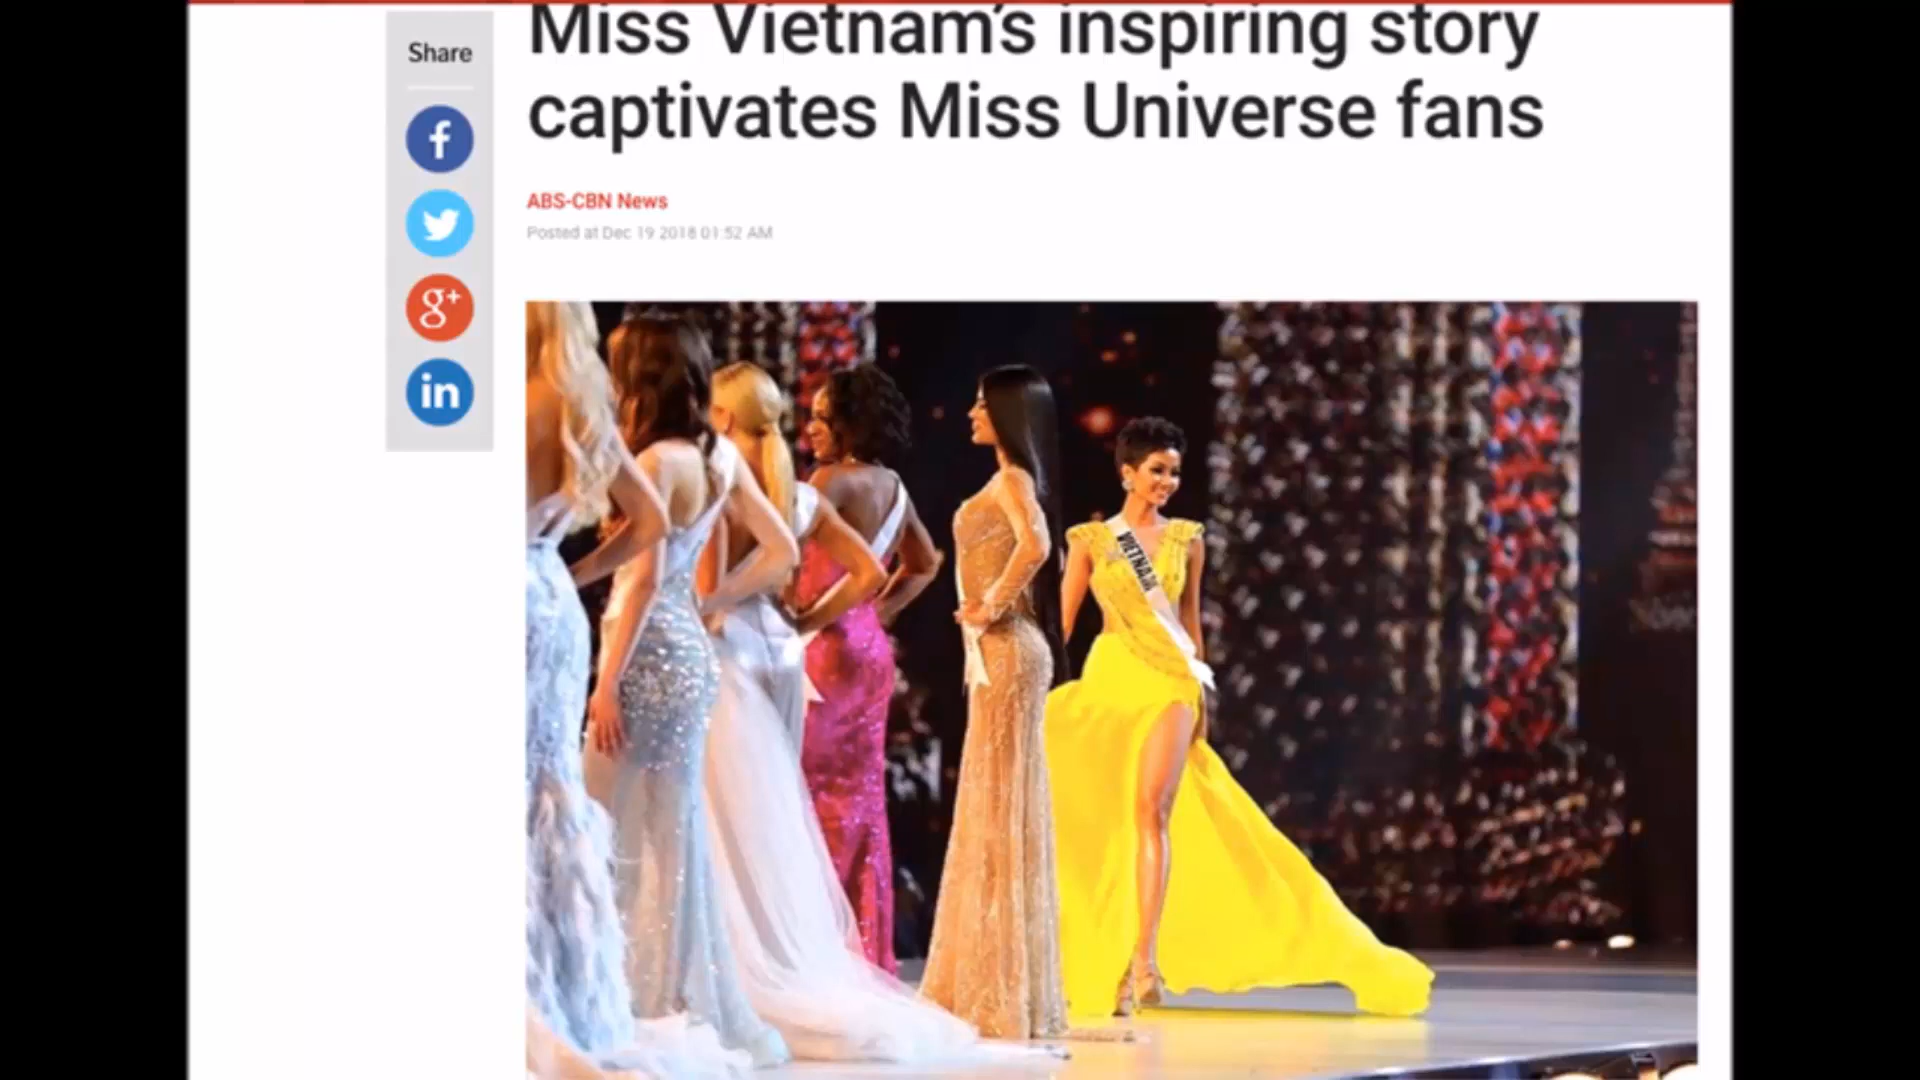 Miss Vietnam's inspiring story
captivates Miss Universe fans
Share
f
g+
in
ABS-CBN News
Posted at Dec 19 2018 01:52 AM
VIETNAM